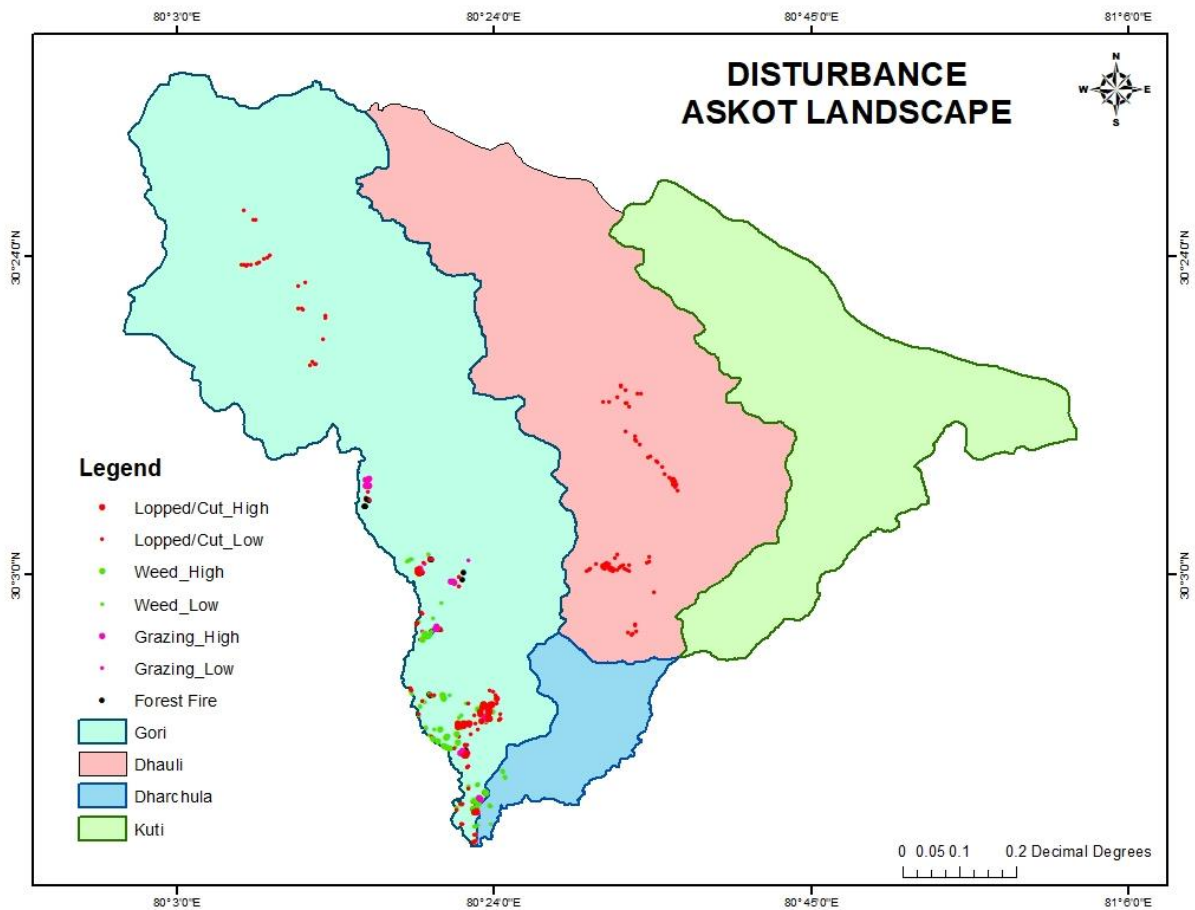 80°3'0"E
80°24'0"E
80°45'0"E
81°6'0"E
DISTURBANCE
ASKOT LANDSCAPE
N
W E
S
30°24'0"N
30°24'0"N
Legend
Lopped/Cut_High
Lopped/Cut_Low
Weed_High
Weed_Low
Grazing_High
Grazing_Low
Forest Fire
Gori
Dhauli
Dharchula
Kuti
30°3'0"N
30°3'0"N
0 0.05 0.1 0.2 Decimal Degrees
80°3'0"E
80°24'0"E
80°45'0"E
81°6'0"E